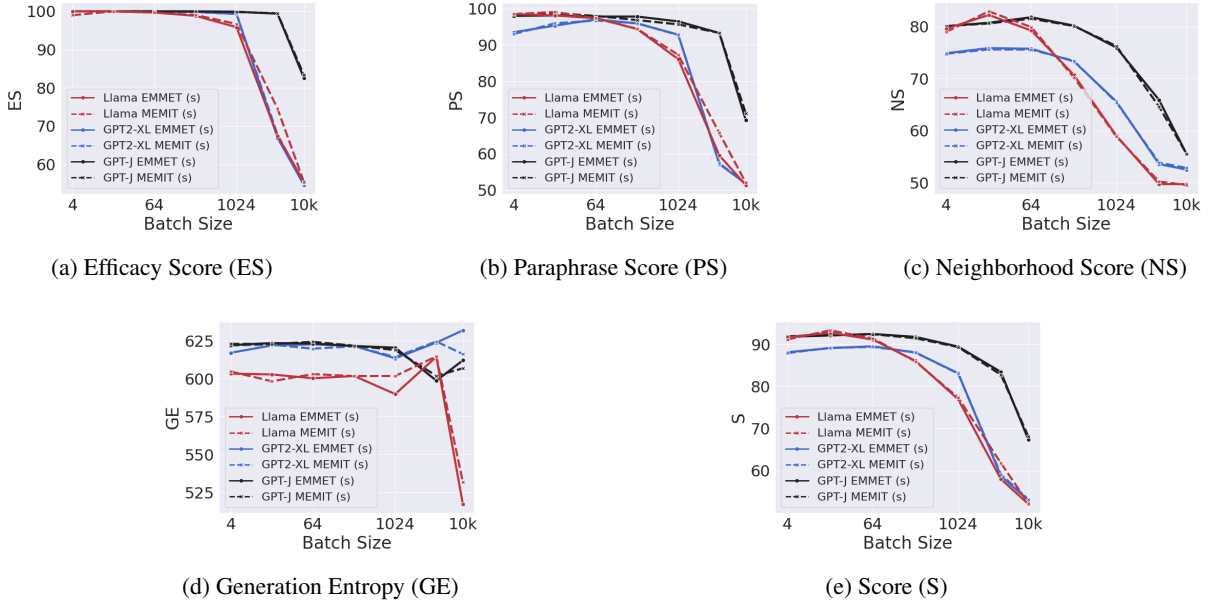 100
90
80
70
60
ES
Llama EMMET (s)
Llama MEMIT (s)
GPT2-XL EMMET (s)
GPT2-XL MEMIT (s)
GPT-J EMMET (s)
GPT-J MEMIT (s)
4 64 1024 10k
Batch Size
(a) Efficacy Score (ES)
100
90
80
70
60
50
PS
Llama EMMET (s)
Llama MEMIT (s)
GPT2-XL EMMET (s)
GPT2-XL MEMIT (s)
GPT-J EMMET (s)
GPT-J MEMIT (s)
4 64 1024 10k
Batch Size
(b) Paraphrase Score (PS)
80
70
60
50
NS
Llama EMMET (s)
Llama MEMIT (s)
GPT2-XL EMMET (s)
GPT2-XL MEMIT (s)
GPT-J EMMET (s)
GPT-J MEMIT (s)
4 64 1024 10k
Batch Size
(c) Neighborhood Score (NS)
625
600
575
550
525
GE
Llama EMMET (s)
Llama MEMIT (s)
GPT2-XL EMMET (s)
GPT2-XL MEMIT (s)
GPT-J EMMET (s)
GPT-J MEMIT (s)
4 64 1024 10k
Batch Size
(d) Generation Entropy (GE)
90
80
70
60
S
Llama EMMET (s)
Llama MEMIT (s)
GPT2-XL EMMET (s)
GPT2-XL MEMIT (s)
GPT-J EMMET (s)
GPT-J MEMIT (s)
4 64 1024 10k
Batch Size
(e) Score (S)